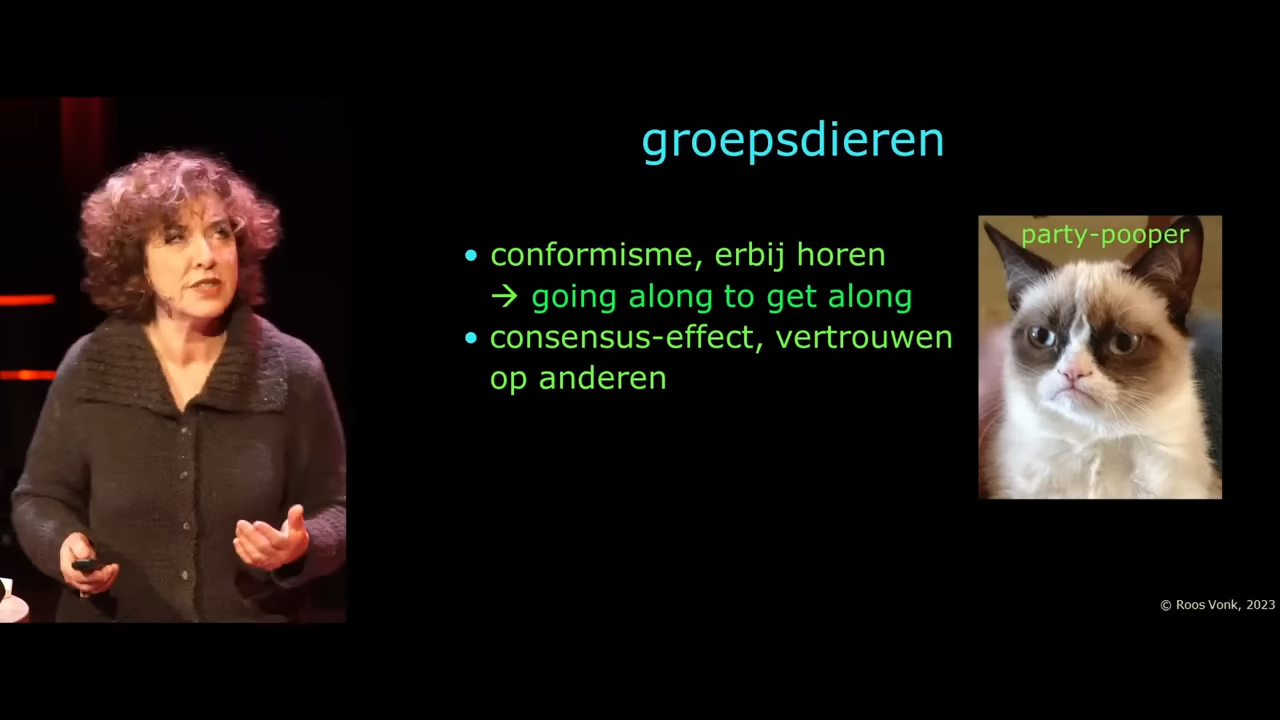 groepsdieren
• conformisme, erbij horen
→ going along to get along
• consensus-effect, vertrouwen
op anderen
party-pooper
© Roos Vonk, 2023